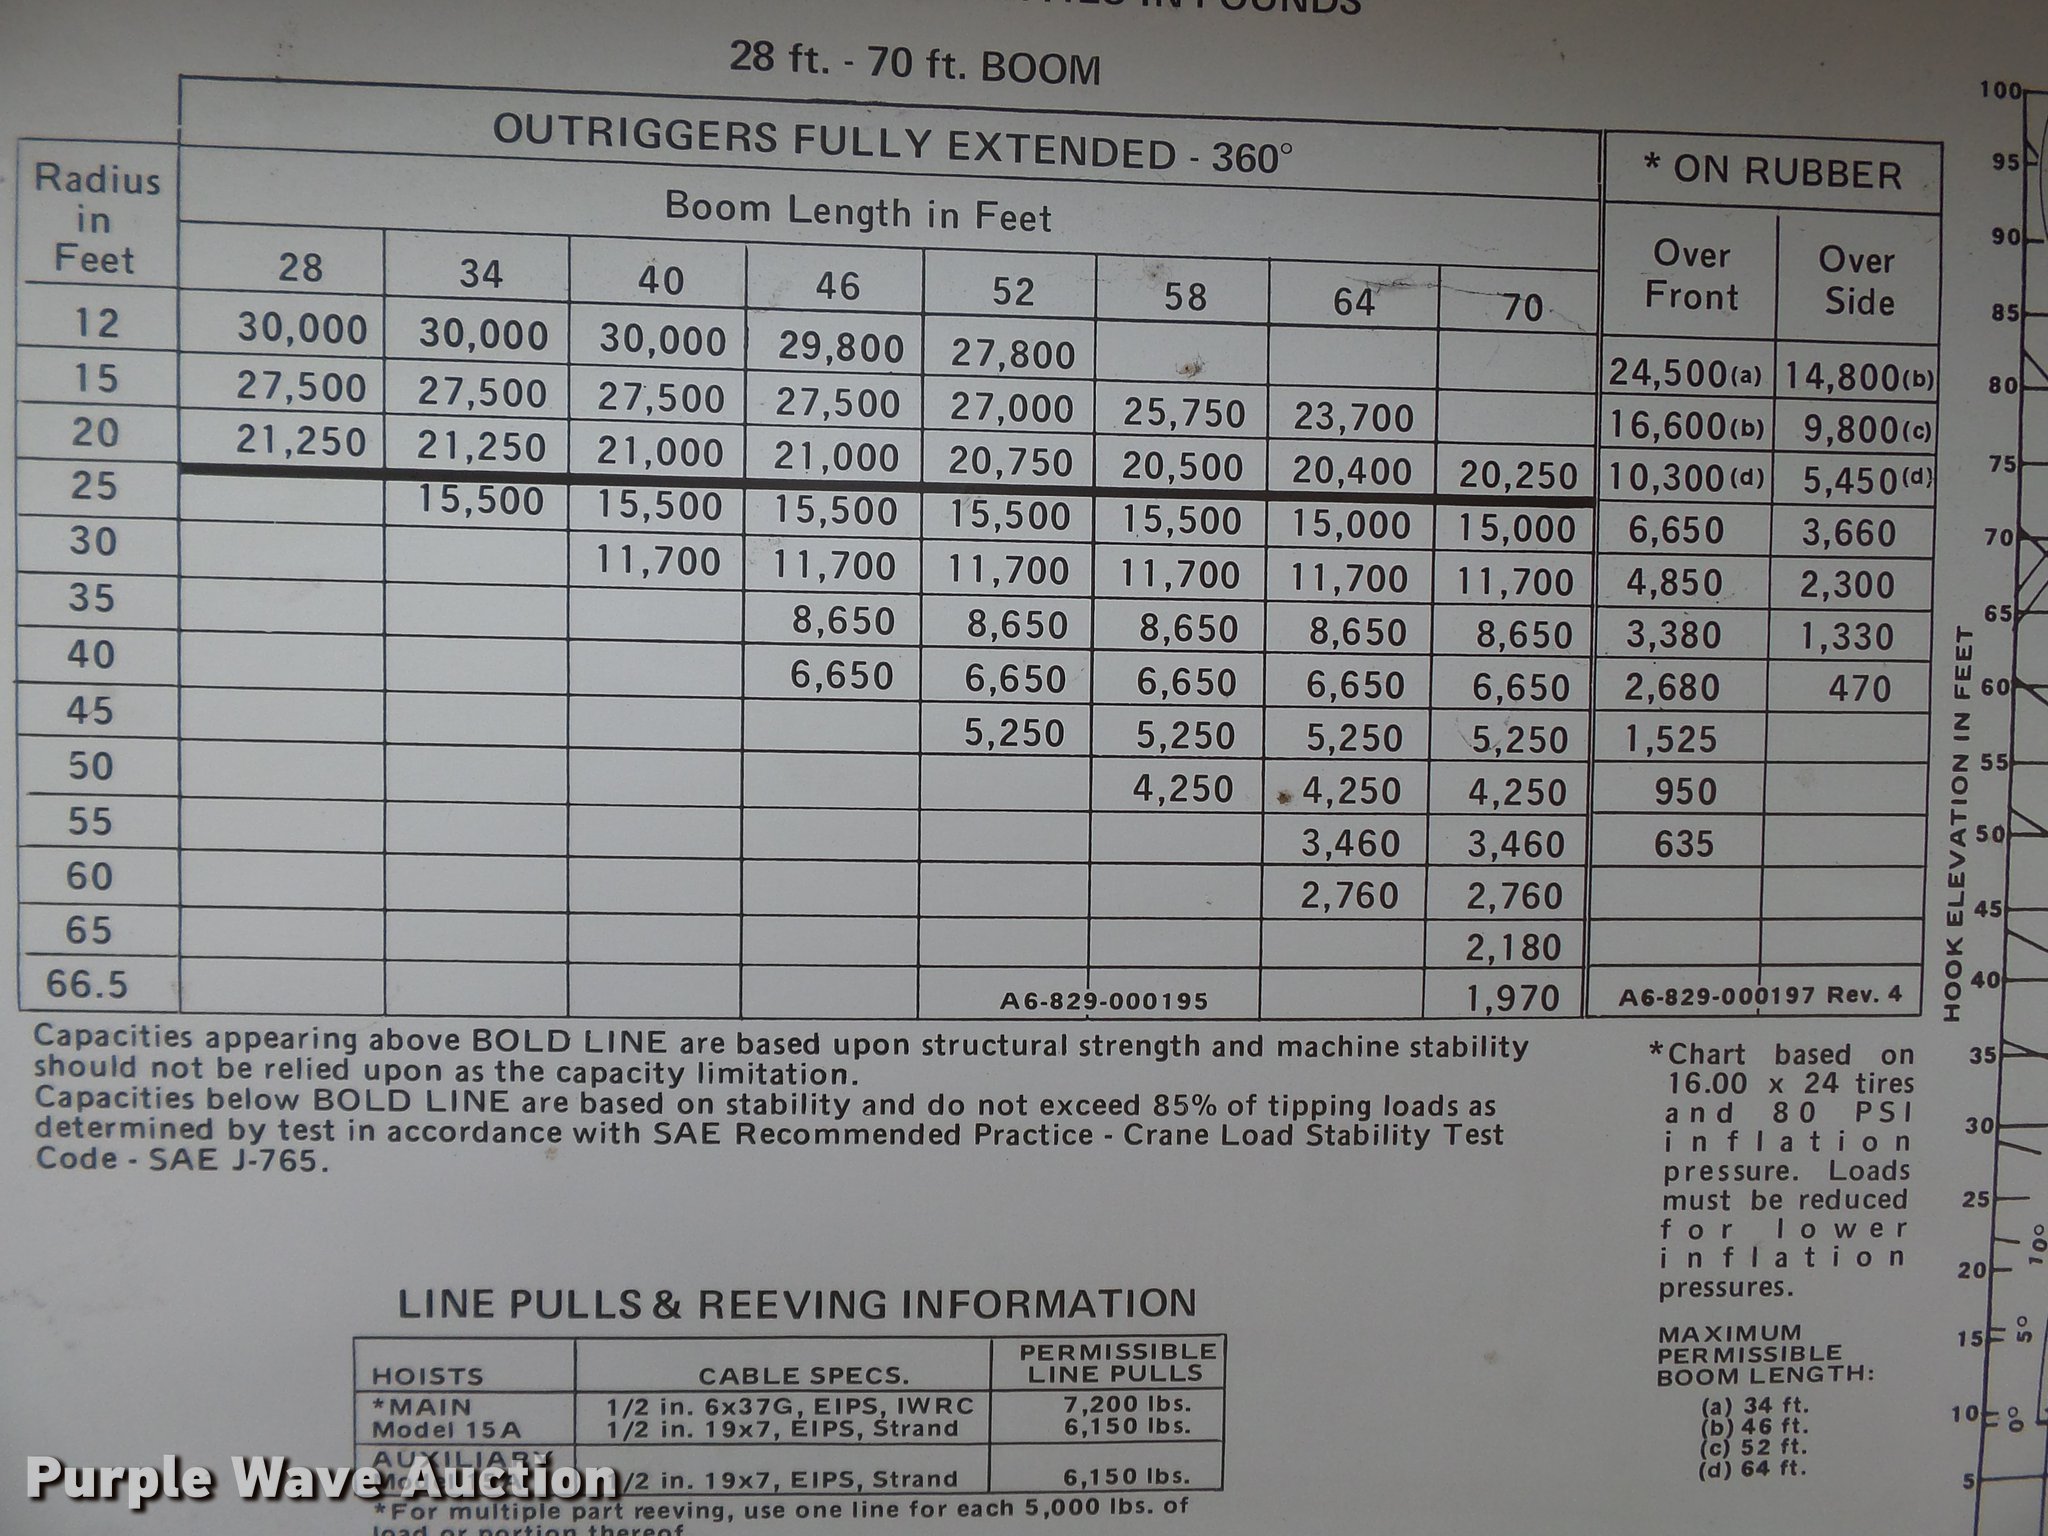 IN POUNDS
28 ft. - 70 ft. BOOM
OUTRIGGERS FULLY EXTENDED - 360°
* ON RUBBER
Radius in Feet
Boom Length in Feet
Over Front Over Side
28 34 40 46 52 58 64 70
12 30,000 30,000 30,000 29,800 27,800 24,500(a) 14,800(b)
15 27,500 27,500 27,500 27,500 27,000 25,750 23,700 16,600(b) 9,800(c)
20 21,250 21,250 21,000 21,000 20,750 20,500 20,400 20,250 10,300(d) 5,450(d)
25 15,500 15,500 15,500 15,500 15,500 15,000 15,000 6,650 3,660
30 11,700 11,700 11,700 11,700 11,700 11,700 4,850 2,300
35 8,650 8,650 8,650 8,650 8,650 3,380 1,330
40 6,650 6,650 6,650 6,650 6,650 2,680 470
45 5,250 5,250 5,250 5,250 1,525
50 4,250 4,250 4,250 950
55 3,460 3,460 635
60 2,760 2,760
65 2,180
66.5 A6-829-000195 1,970 A6-829-000197 Rev. 4
Capacities appearing above BOLD LINE are based upon structural strength and machine stability
should not be relied upon as the capacity limitation.
Capacities below BOLD LINE are based on stability and do not exceed 85% of tipping loads as
determined by test in accordance with SAE Recommended Practice - Crane Load Stability Test
Code - SAE J-765.
*Chart based on
16.00 x 24 tires
and 80 PSI
inflation
pressure. Loads
must be reduced
for lower
inflation
pressures.
MAXIMUM
PERMISSIBLE
BOOM LENGTH:
(a) 34 ft.
(b) 46 ft.
(c) 52 ft.
(d) 64 ft.
LINE PULLS & REEVING INFORMATION
HOISTS CABLE SPECS. PERMISSIBLE LINE PULLS
*MAIN 1/2 in. 6x37G, EIPS, IWRC 7,200 lbs.
Model 15A 1/2 in. 19x7, EIPS, Strand 6,150 lbs.
AUXILIARY
1/2 in. 19x7, EIPS, Strand 6,150 lbs.
*For multiple part reeving, use one line for each 5,000 lbs. of
load or portion thereof
HOOK ELEVATION IN FEET
100
95
90
85
80
75
70
65
60
55
50
45
40
35
30
25
20
15
10
5
10°
5°
0°
Purple Wave Auction